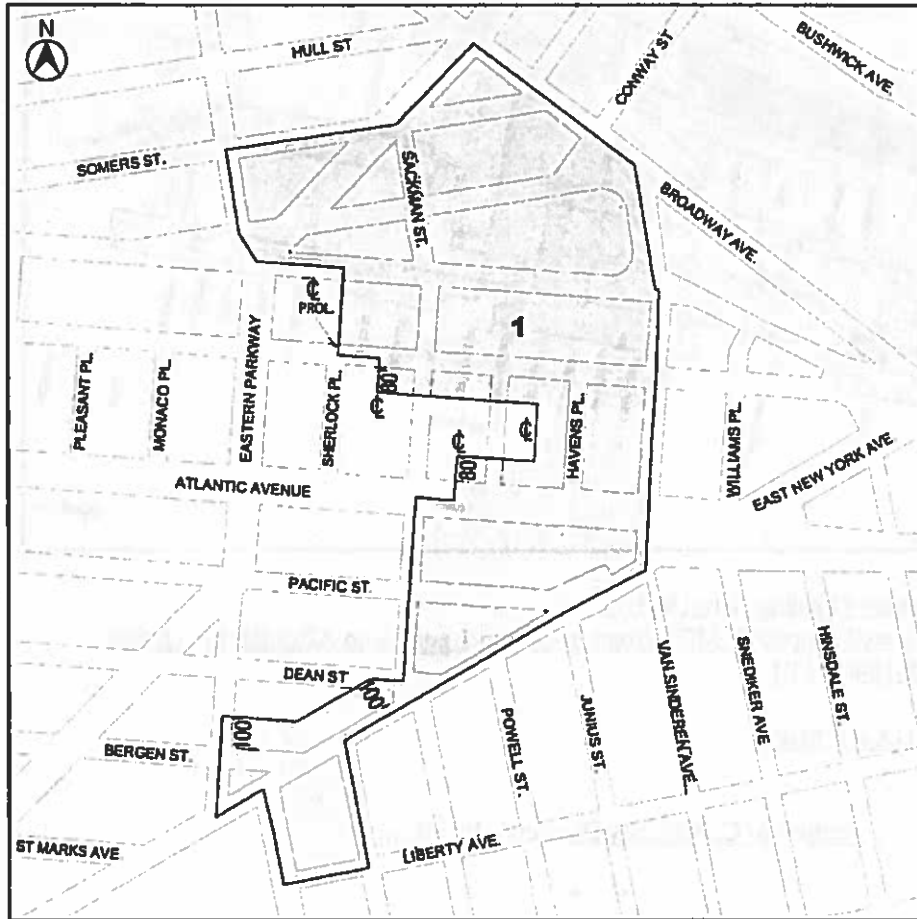 N
HULL ST
CONWAY ST
BUSHWICK AVE.
SOMERS ST.
SACKMAN ST.
BROADWAY AVE.
℄
PROL.
1
EASTERN PARKWAY
PLEASANT PL.
MONACO PL.
SHERLOCK PL.
80'
℄
℄
℄
80'
HAVENS PL.
WILLIAMS PL.
EAST NEW YORK AVE
ATLANTIC AVENUE
PACIFIC ST.
DEAN ST
100'
100'
BERGEN ST.
POWELL ST.
JUNIUS ST.
VAN SINDEREN AVE.
SNEDIKER AVE
HINSDALE ST.
ST MARKS AVE
LIBERTY AVE.